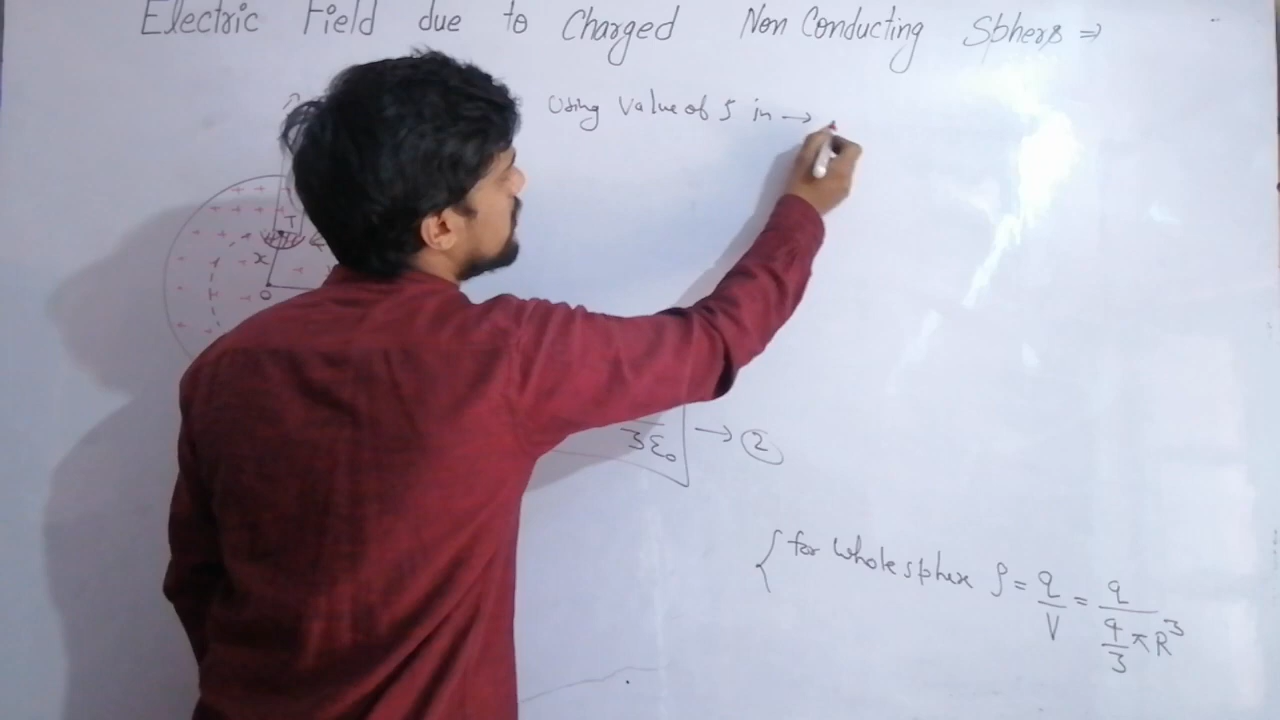 Electric Field due to Charged Non Conducting Sphere ⇒
Using Value of ρ in →
T
x
O
3ε₀ → ②
{ for whole sphere ρ = q/V = q/(4/3 πR³)